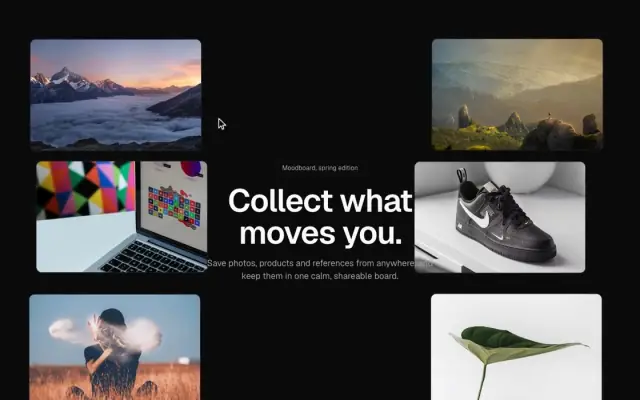 Moodboard, spring edition
Collect what
moves you.
Save photos, products and references from anywhere and
keep them in one calm, shareable board.